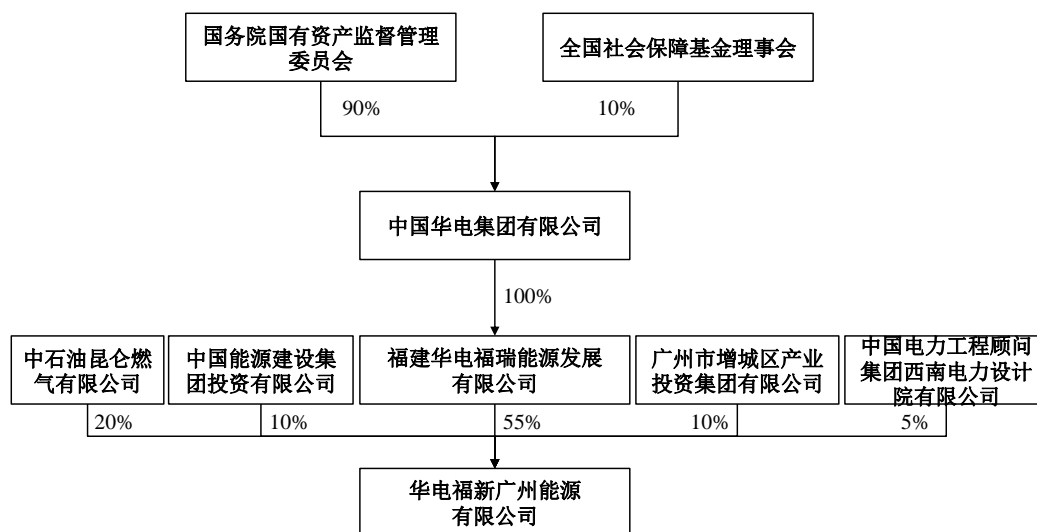 国务院国有资产监督管理
委员会
全国社会保障基金理事会
90%
10%
中国华电集团有限公司
100%
中石油昆仑燃
气有限公司
中国能源建设集
团投资有限公司
福建华电福瑞能源发展
有限公司
广州市增城区产业
投资集团有限公司
中国电力工程顾问
集团西南电力设计
院有限公司
20%
10%
55%
10%
5%
华电福新广州能源
有限公司